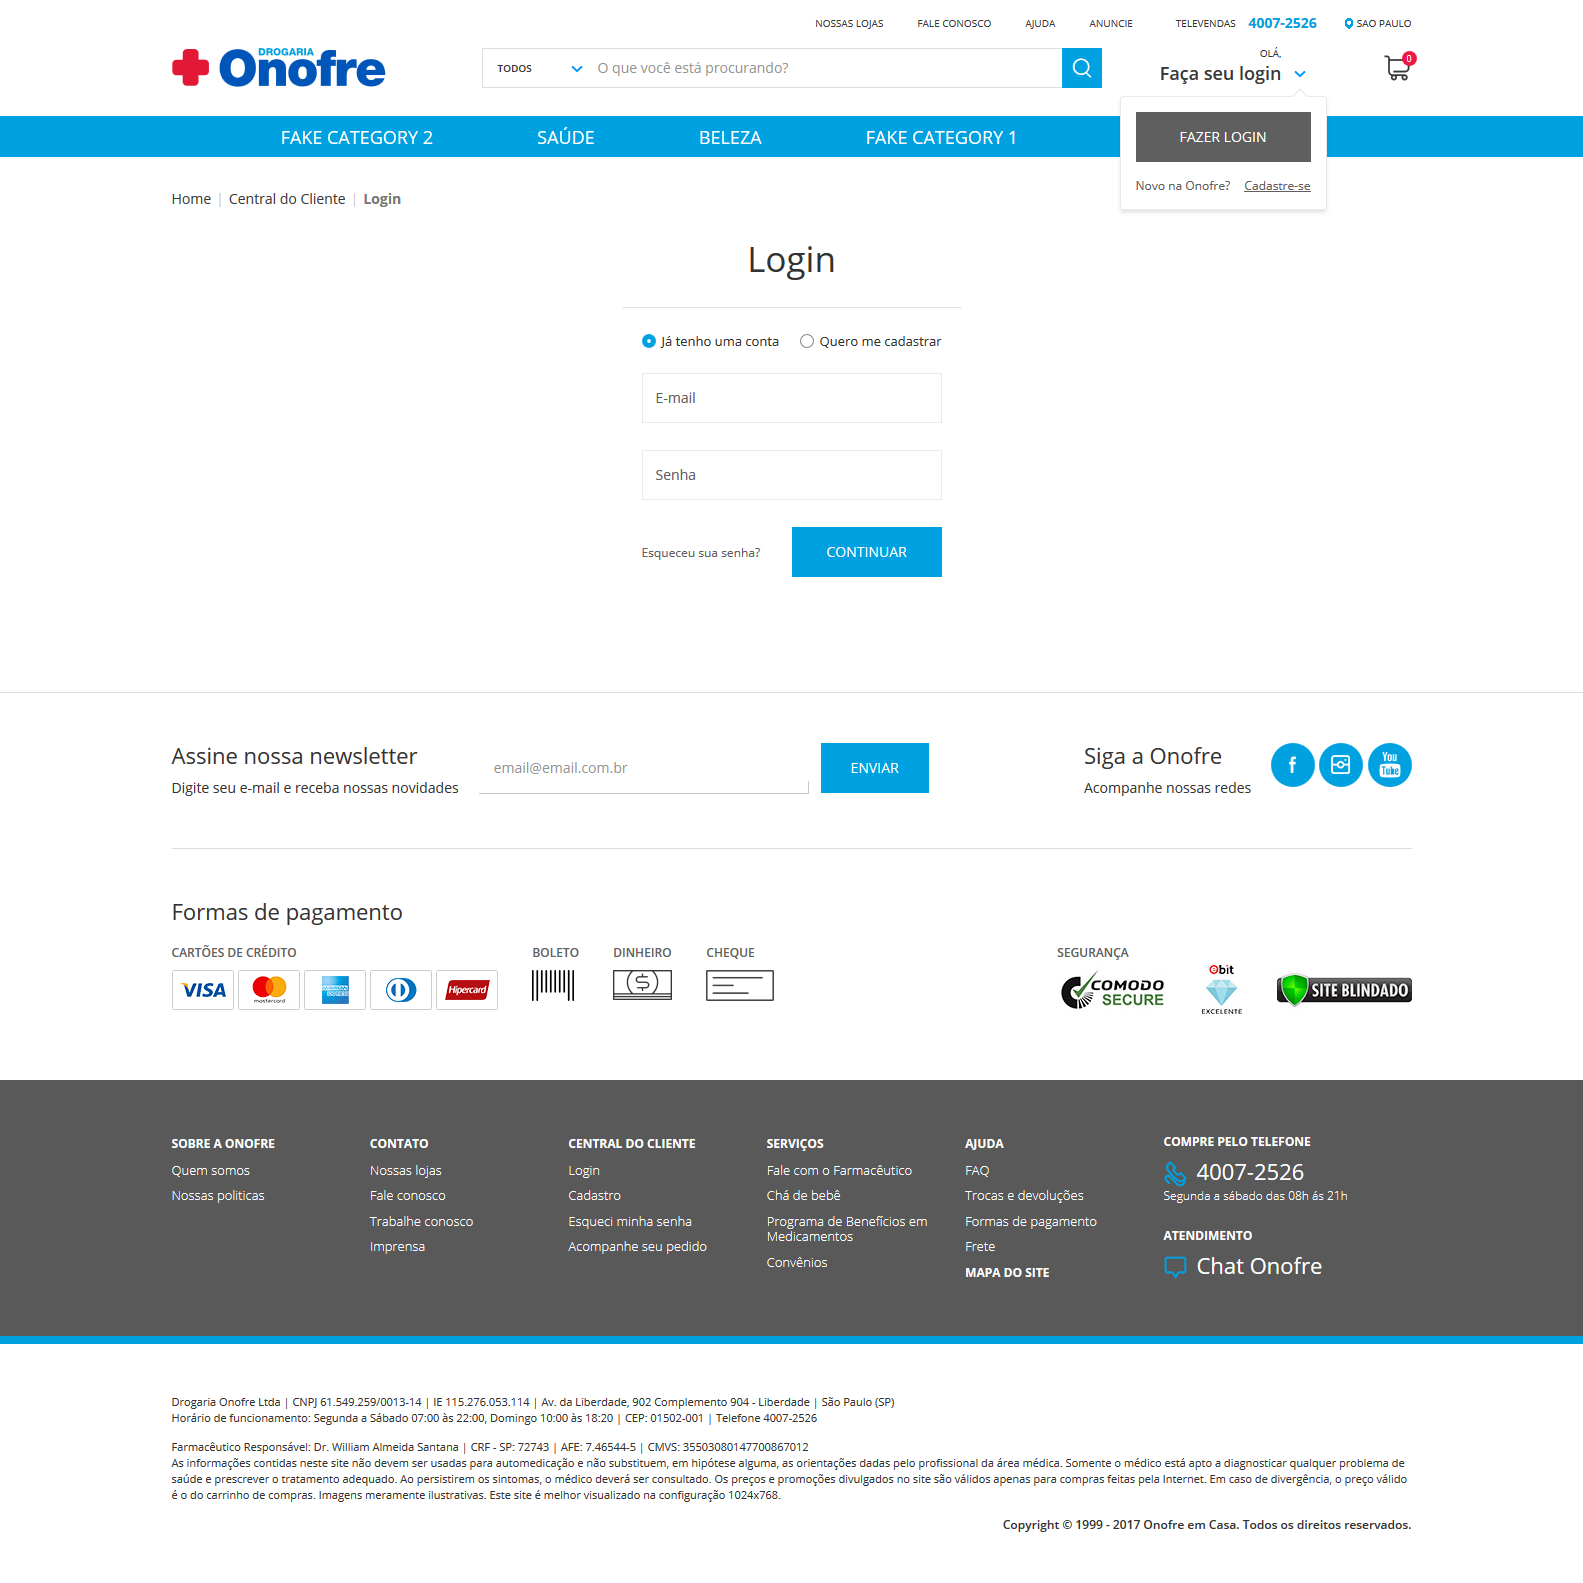 NOSSAS LOJAS FALE CONOSCO AJUDA ANUNCIE TELEVENDAS 4007-2526 SAO PAULO
DROGARIA
Onofre
TODOS O que você está procurando?
OLÁ,
Faça seu login
0
FAKE CATEGORY 2 SAÚDE BELEZA FAKE CATEGORY 1
FAZER LOGIN
Novo na Onofre? Cadastre-se
Home | Central do Cliente | Login
Login
Já tenho uma conta Quero me cadastrar
E-mail
Senha
Esqueceu sua senha? CONTINUAR
Assine nossa newsletter
Digite seu e-mail e receba nossas novidades
email@email.com.br
ENVIAR
Siga a Onofre
Acompanhe nossas redes
f
You
Tube
Formas de pagamento
CARTÕES DE CRÉDITO BOLETO DINHEIRO CHEQUE SEGURANÇA
VISA
mastercard
AMERICAN EXPRESS
Hipercard
$
COMODO
SECURE
ebit
EXCELENTE
SITE BLINDADO
SOBRE A ONOFRE
Quem somos
Nossas politicas
CONTATO
Nossas lojas
Fale conosco
Trabalhe conosco
Imprensa
CENTRAL DO CLIENTE
Login
Cadastro
Esqueci minha senha
Acompanhe seu pedido
SERVIÇOS
Fale com o Farmacêutico
Chá de bebê
Programa de Benefícios em
Medicamentos
Convênios
AJUDA
FAQ
Trocas e devoluções
Formas de pagamento
Frete
MAPA DO SITE
COMPRE PELO TELEFONE
4007-2526
Segunda a sábado das 08h ás 21h
ATENDIMENTO
Chat Onofre
Drogaria Onofre Ltda | CNPJ 61.549.259/0013-14 | IE 115.276.053.114 | Av. da Liberdade, 902 Complemento 904 - Liberdade | São Paulo (SP)
Horário de funcionamento: Segunda a Sábado 07:00 às 22:00, Domingo 10:00 às 18:20 | CEP: 01502-001 | Telefone 4007-2526
Farmacêutico Responsável: Dr. William Almeida Santana | CRF - SP: 72743 | AFE: 7.46544-5 | CMVS: 35503080147700867012
As informações contidas neste site não devem ser usadas para automedicação e não substituem, em hipótese alguma, as orientações dadas pelo profissional da área médica. Somente o médico está apto a diagnosticar qualquer problema de
saúde e prescrever o tratamento adequado. Ao persistirem os sintomas, o médico deverá ser consultado. Os preços e promoções divulgados no site são válidos apenas para compras feitas pela Internet. Em caso de divergência, o preço válido
é o do carrinho de compras. Imagens meramente ilustrativas. Este site é melhor visualizado na configuração 1024x768.
Copyright © 1999 - 2017 Onofre em Casa. Todos os direitos reservados.